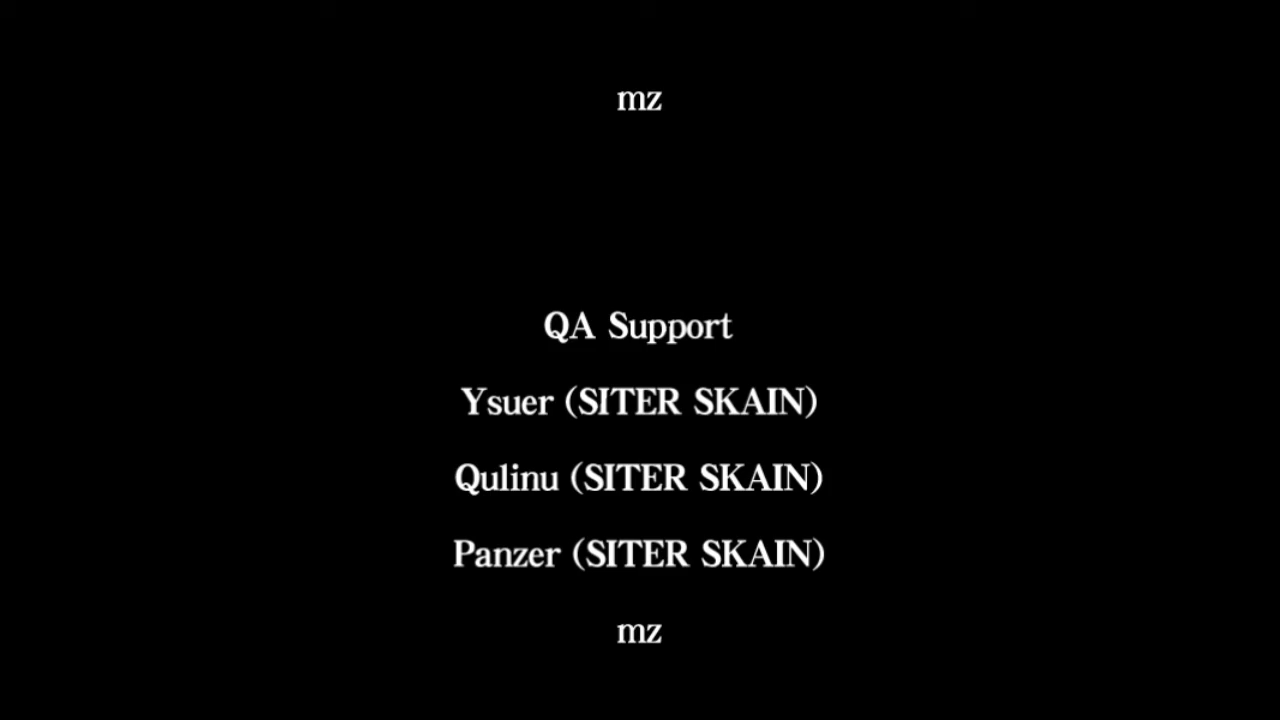 mz
QA Support
Ysuer (SITER SKAIN)
Qulinu (SITER SKAIN)
Panzer (SITER SKAIN)
mz